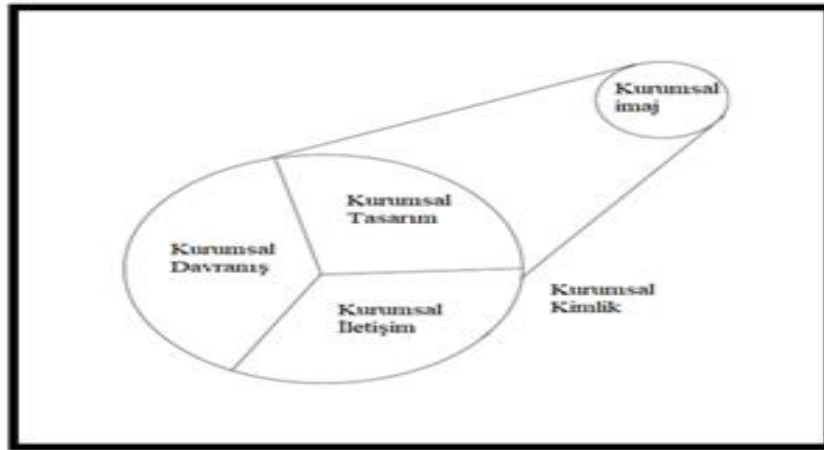 Kurumsal
imaj
Kurumsal
Tasarım
Kurumsal
Davranış
Kurumsal
İletişim
Kurumsal
Kimlik